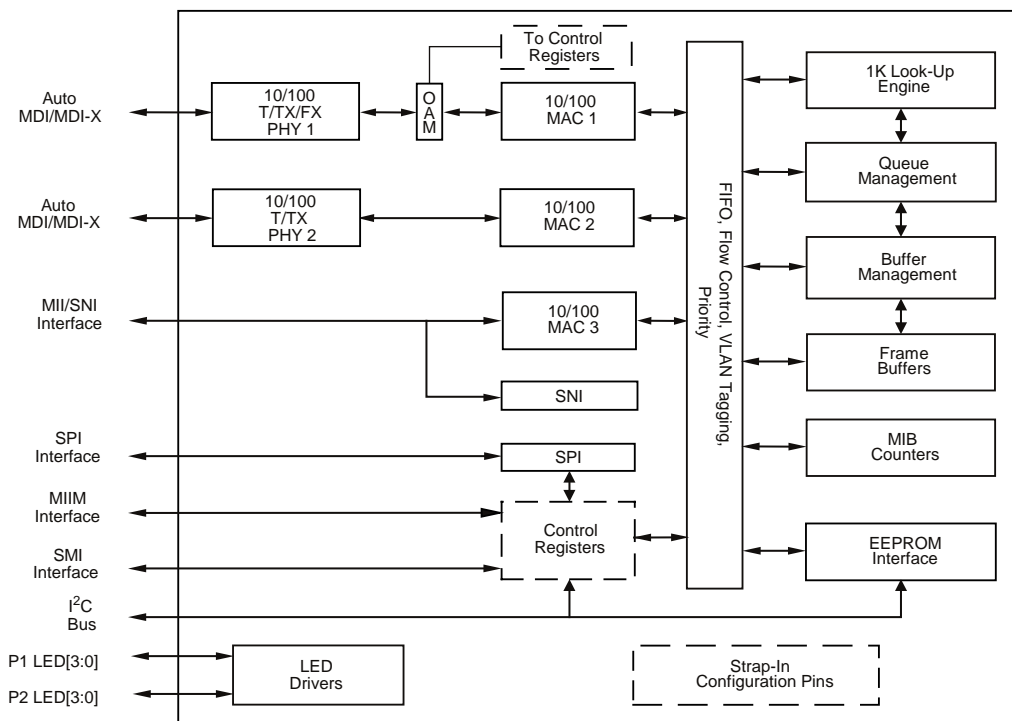 To Control
Registers
Auto
MDI/MDI-X
10/100
T/TX/FX
PHY 1
OAM
10/100
MAC 1
1K Look-Up
Engine
Queue
Management
Auto
MDI/MDI-X
10/100
T/TX
PHY 2
10/100
MAC 2
FIFO, Flow Control, VLAN Tagging,
Priority
Buffer
Management
MII/SNI
Interface
10/100
MAC 3
Frame
Buffers
SNI
SPI
Interface
SPI
MIB
Counters
MIIM
Interface
Control
Registers
SMI
Interface
EEPROM
Interface
I²C
Bus
P1 LED[3:0]
P2 LED[3:0]
LED
Drivers
Strap-In
Configuration Pins